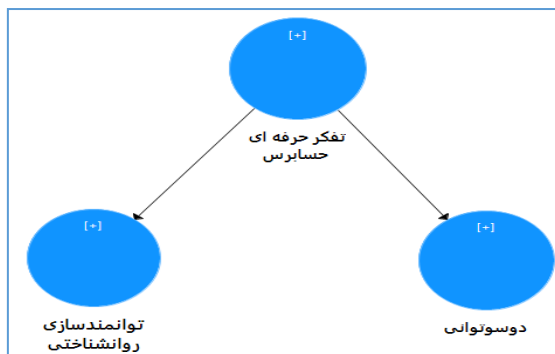 [+]
تفکر حرفه ای
حسابرس
[+]
توانمندسازی
روانشناختی
[+]
دوسوتوانی